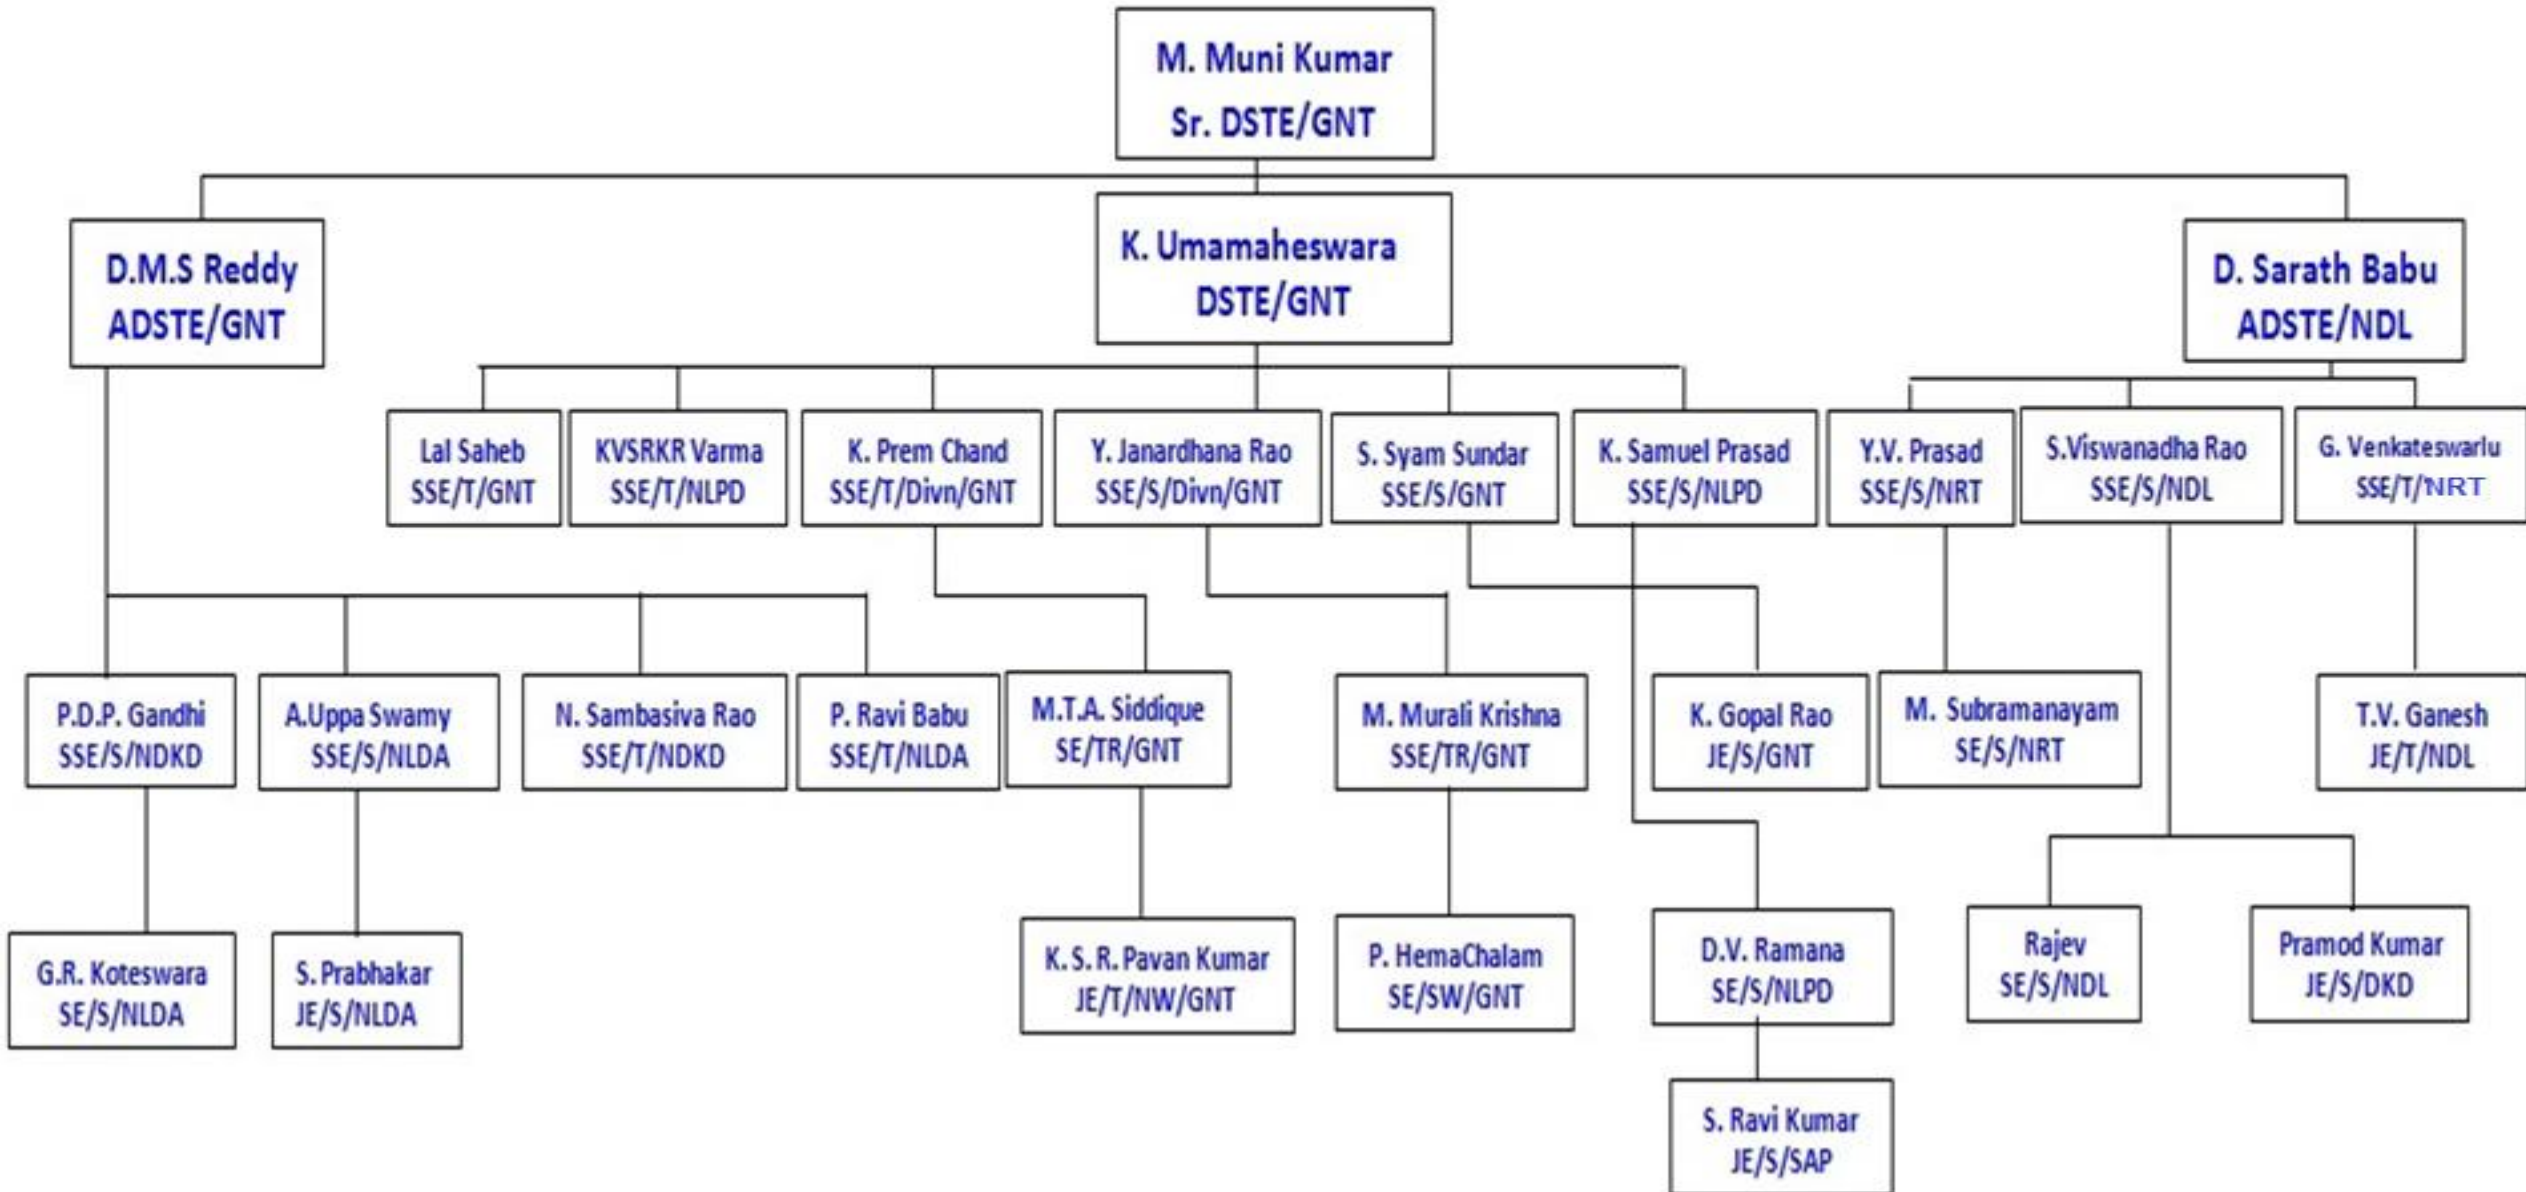 M. Muni Kumar
Sr. DSTE/GNT
D.M.S Reddy
ADSTE/GNT
K. Umamaheswara
DSTE/GNT
D. Sarath Babu
ADSTE/NDL
Lal Saheb
SSE/T/GNT
KVSRKR Varma
SSE/T/NLPD
K. Prem Chand
SSE/T/Divn/GNT
Y. Janardhana Rao
SSE/S/Divn/GNT
S. Syam Sundar
SSE/S/GNT
K. Samuel Prasad
SSE/S/NLPD
Y.V. Prasad
SSE/S/NRT
S.Viswanadha Rao
SSE/S/NDL
G. Venkateswarlu
SSE/T/NRT
P.D.P. Gandhi
SSE/S/NDKD
A.Uppa Swamy
SSE/S/NLDA
N. Sambasiva Rao
SSE/T/NDKD
P. Ravi Babu
SSE/T/NLDA
M.T.A. Siddique
SE/TR/GNT
M. Murali Krishna
SSE/TR/GNT
K. Gopal Rao
JE/S/GNT
M. Subramanayam
SE/S/NRT
T.V. Ganesh
JE/T/NDL
G.R. Koteswara
SE/S/NLDA
S. Prabhakar
JE/S/NLDA
K. S. R. Pavan Kumar
JE/T/NW/GNT
P. HemaChalam
SE/SW/GNT
D.V. Ramana
SE/S/NLPD
Rajev
SE/S/NDL
Pramod Kumar
JE/S/DKD
S. Ravi Kumar
JE/S/SAP